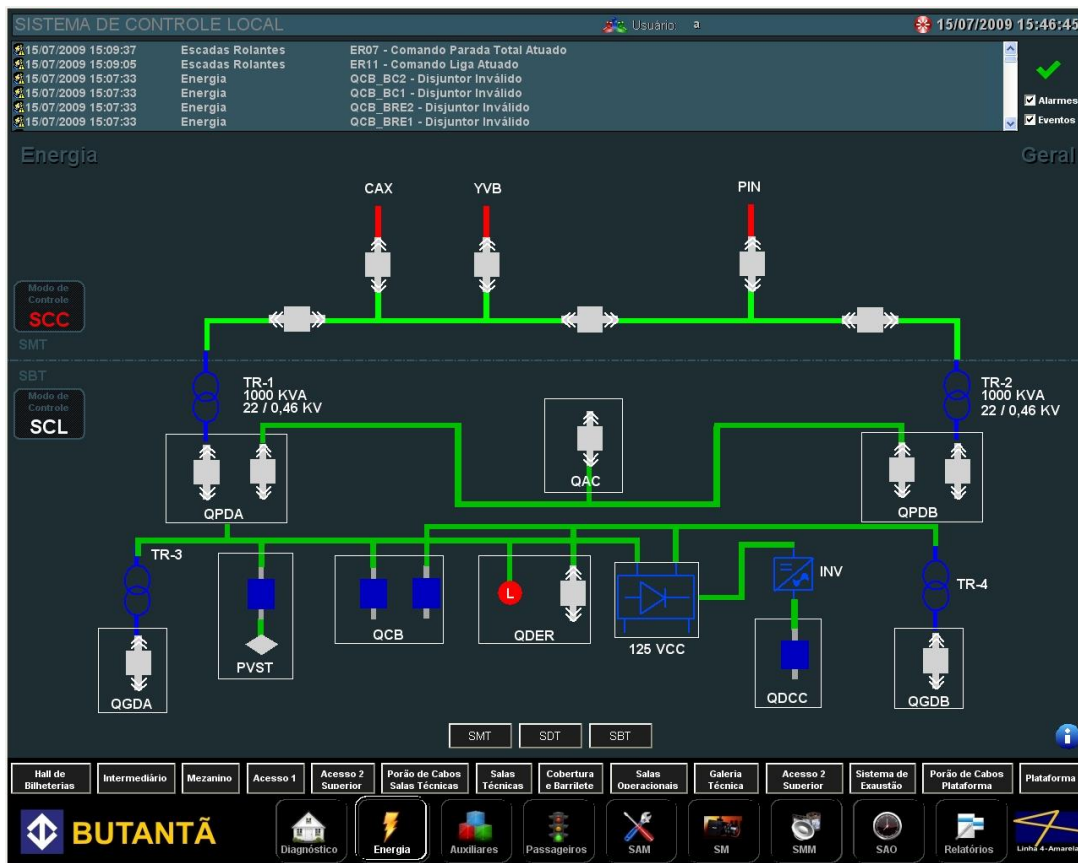 SISTEMA DE CONTROLE LOCAL Usuário: a 15/07/2009 15:46:45
15/07/2009 15:09:37 Escadas Rolantes ER07 - Comando Parada Total Atuado
15/07/2009 15:09:05 Escadas Rolantes ER11 - Comando Liga Atuado
15/07/2009 15:07:33 Energia QCB_BC2 - Disjuntor Inválido
15/07/2009 15:07:33 Energia QCB_BC1 - Disjuntor Inválido
15/07/2009 15:07:33 Energia QCB_BRE2 - Disjuntor Inválido
15/07/2009 15:07:33 Energia QCB_BRE1 - Disjuntor Inválido
Alarmes
Eventos
Energia Geral
CAX YVB PIN
Modo de
Controle
SCC
SMT
SBT
Modo de
Controle
SCL
TR-1
1000 KVA
22 / 0,46 KV
TR-2
1000 KVA
22 / 0,46 KV
QAC
QPDA QPDB
TR-3 INV TR-4
L
PVST QCB QDER 125 VCC
QGDA QDCC QGDB
SMT SDT SBT
Hall de
Bilheterias
Intermediário
Mezanino
Acesso 1
Acesso 2
Superior
Porão de Cabos
Salas Técnicas
Salas
Técnicas
Cobertura
e Barrilete
Salas
Operacionais
Galeria
Técnica
Acesso 2
Superior
Sistema de
Exaustão
Porão de Cabos
Plataforma
Plataforma
BUTANTÃ
Diagnóstico Energia Auxiliares Passageiros SAM SM SMM SAO Relatórios Linha 4-Amarela